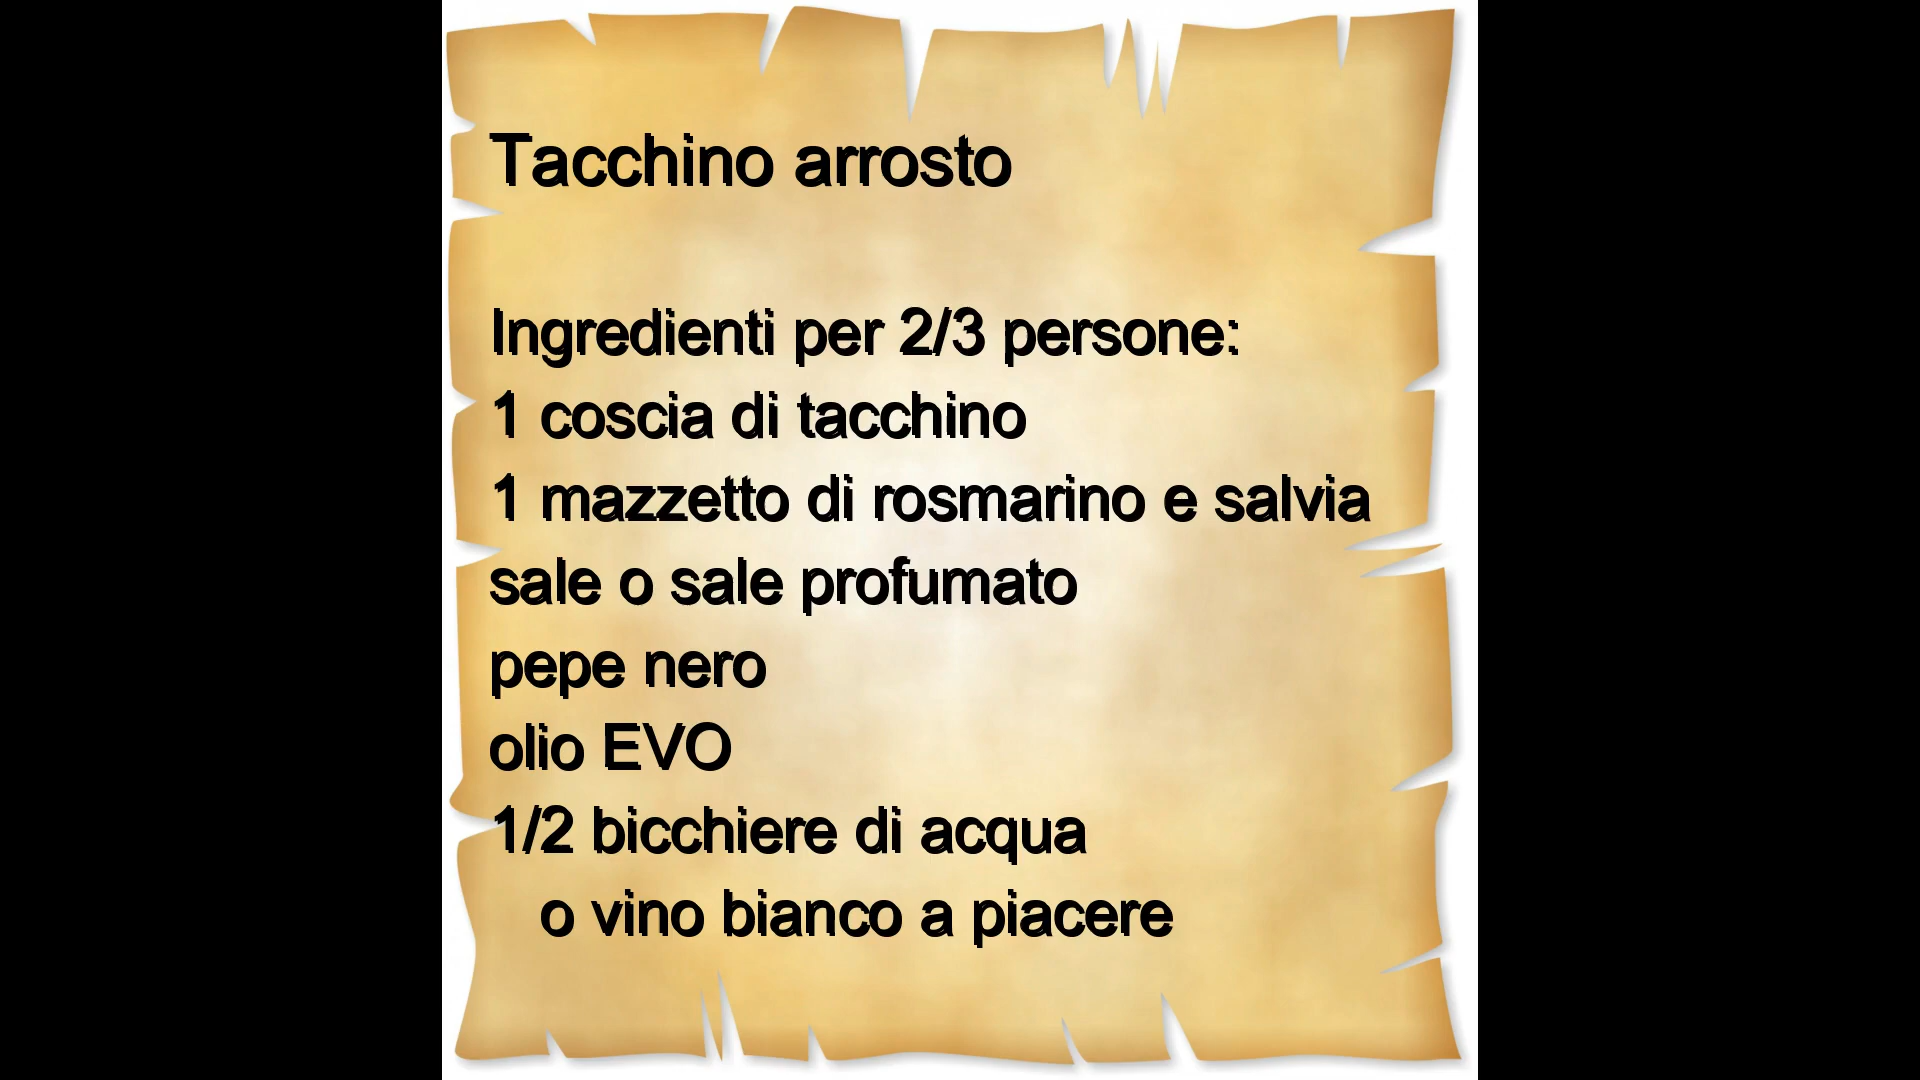 Tacchino arrosto
Ingredienti per 2/3 persone:
1 coscia di tacchino
1 mazzetto di rosmarino e salvia
sale o sale profumato
pepe nero
olio EVO
1/2 bicchiere di acqua
o vino bianco a piacere